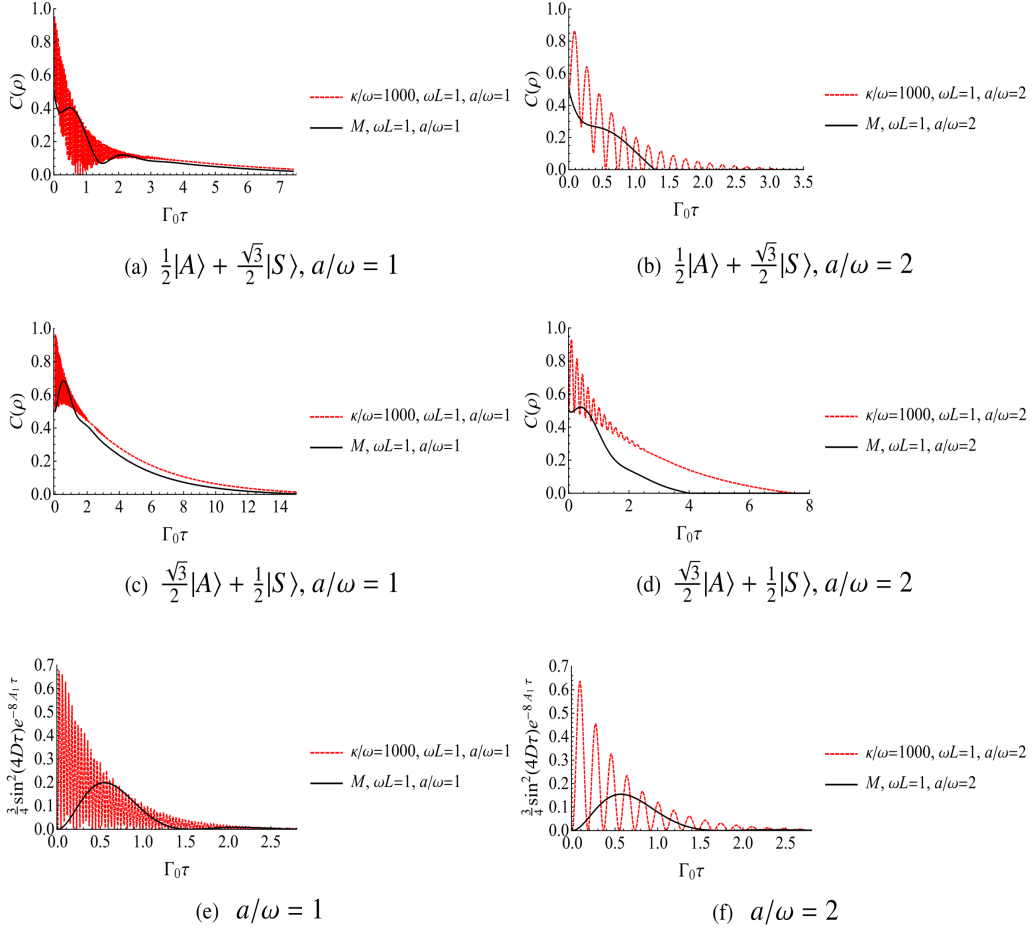 C(ρ)
1.0
0.8
0.6
0.4
0.2
0.0
0 1 2 3 4 5 6 7
Γ₀τ
κ/ω=1000, ωL=1, a/ω=1
M, ωL=1, a/ω=1
(a) 1/2|A⟩ + √3/2|S⟩, a/ω = 1
C(ρ)
1.0
0.8
0.6
0.4
0.2
0.0
0.0 0.5 1.0 1.5 2.0 2.5 3.0 3.5
Γ₀τ
κ/ω=1000, ωL=1, a/ω=2
M, ωL=1, a/ω=2
(b) 1/2|A⟩ + √3/2|S⟩, a/ω = 2
C(ρ)
1.0
0.8
0.6
0.4
0.2
0.0
0 2 4 6 8 10 12 14
Γ₀τ
κ/ω=1000, ωL=1, a/ω=1
M, ωL=1, a/ω=1
(c) √3/2|A⟩ + 1/2|S⟩, a/ω = 1
C(ρ)
1.0
0.8
0.6
0.4
0.2
0.0
0 2 4 6 8
Γ₀τ
κ/ω=1000, ωL=1, a/ω=2
M, ωL=1, a/ω=2
(d) √3/2|A⟩ + 1/2|S⟩, a/ω = 2
3/4 sin²(4Dτ)e^{-8A₁τ}
0.7
0.6
0.5
0.4
0.3
0.2
0.1
0.0
0.0 0.5 1.0 1.5 2.0 2.5
Γ₀τ
κ/ω=1000, ωL=1, a/ω=1
M, ωL=1, a/ω=1
(e) a/ω = 1
3/4 sin²(4Dτ)e^{-8A₁τ}
0.7
0.6
0.5
0.4
0.3
0.2
0.1
0.0
0.0 0.5 1.0 1.5 2.0 2.5
Γ₀τ
κ/ω=1000, ωL=1, a/ω=2
M, ωL=1, a/ω=2
(f) a/ω = 2